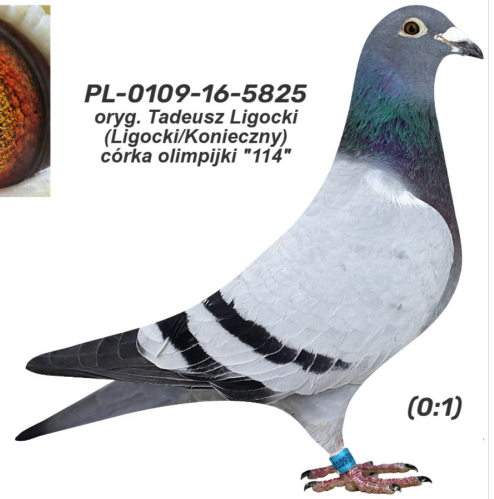 PL-0109-16-5825
oryg. Tadeusz Ligocki
(Ligocki/Konieczny)
córka olimpijki "114"
(0:1)